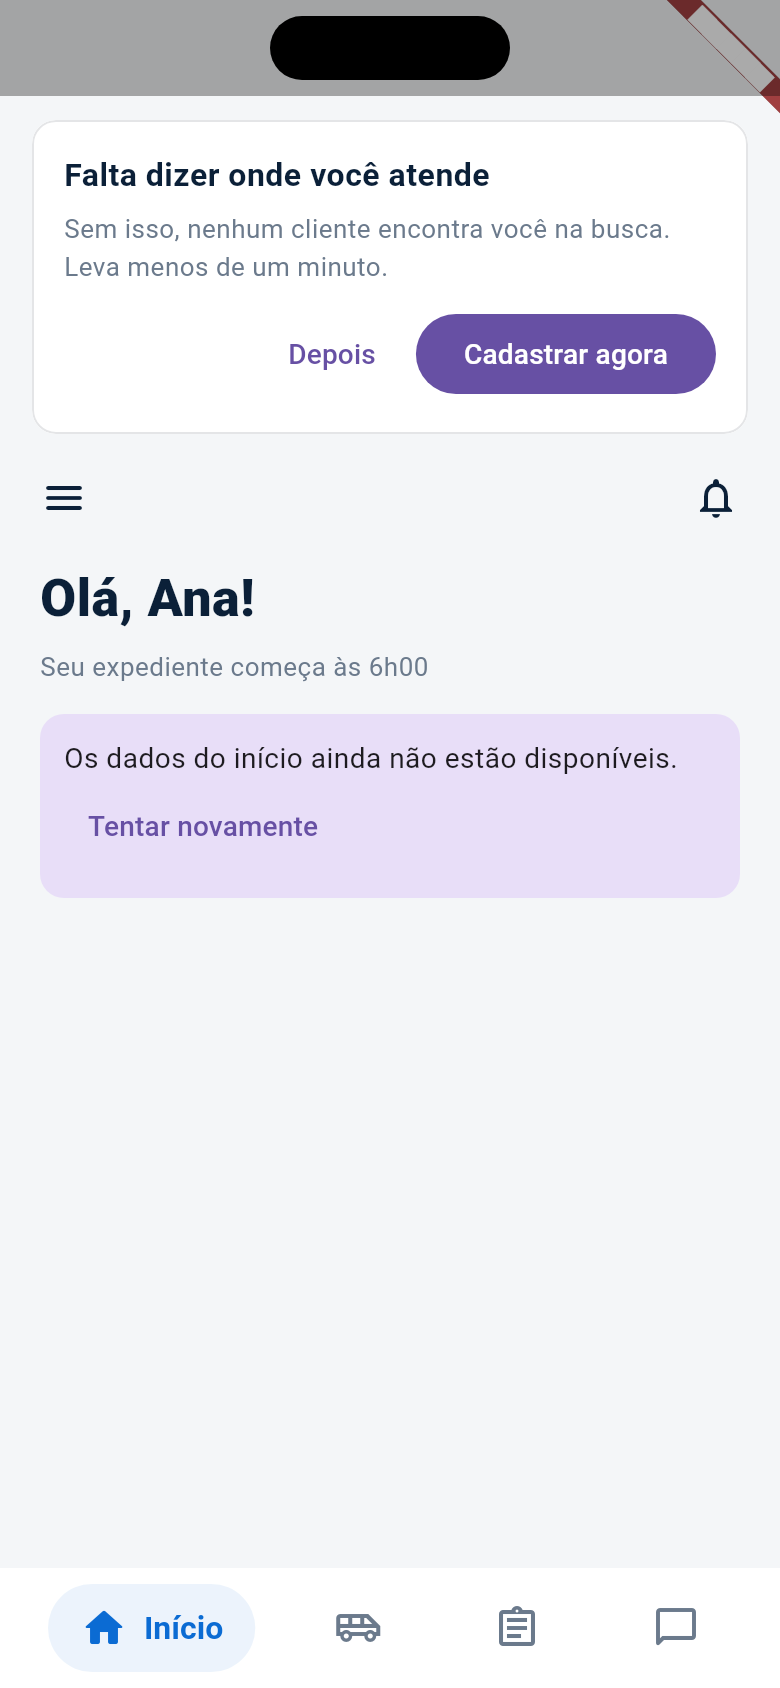 Falta dizer onde você atende
Sem isso, nenhum cliente encontra você na busca.
Leva menos de um minuto.
Depois
Cadastrar agora
Olá, Ana!
Seu expediente começa às 6h00
Os dados do início ainda não estão disponíveis.
Tentar novamente
Início